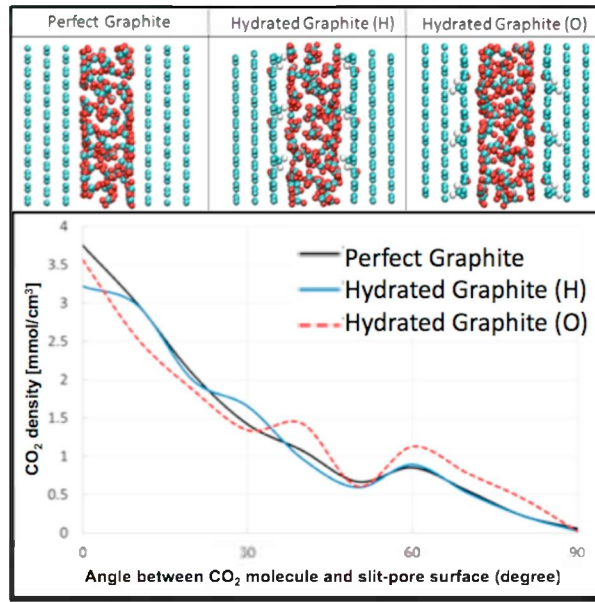 Perfect Graphite
Hydrated Graphite (H)
Hydrated Graphite (O)
4
3.5
3
2.5
2
1.5
1
0.5
0
CO₂ density [mmol/cm³]
Perfect Graphite
Hydrated Graphite (H)
Hydrated Graphite (O)
0
30
60
90
Angle between CO₂ molecule and slit-pore surface (degree)